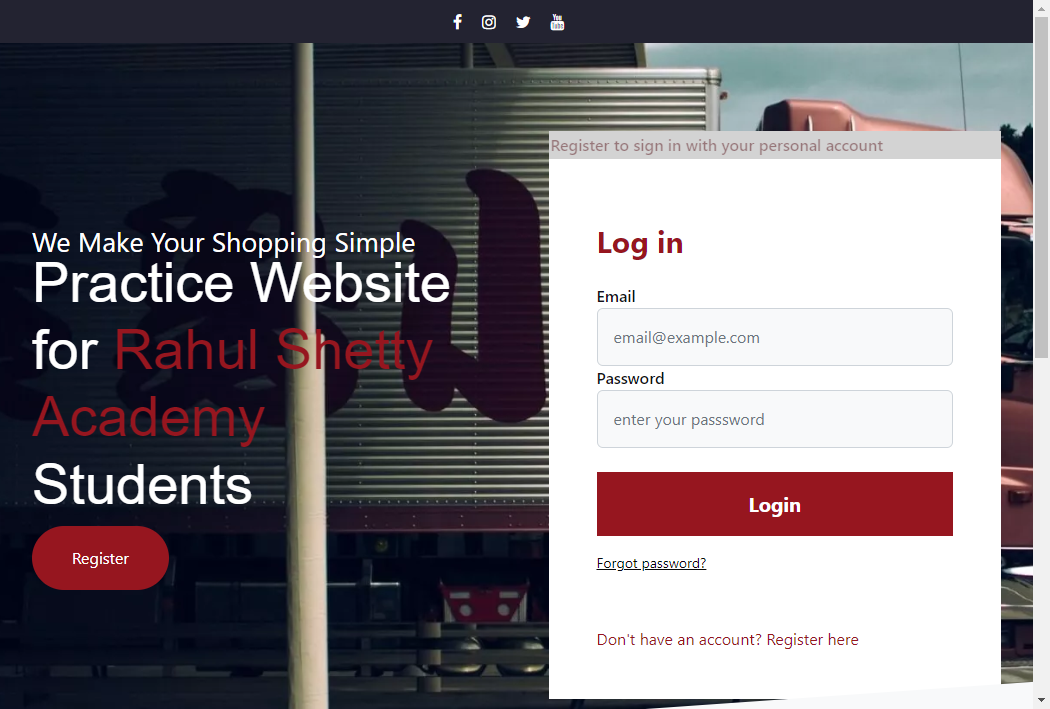 Register to sign in with your personal account
We Make Your Shopping Simple
Practice Website
for Rahul Shetty
Academy
Students
Register
Log in
Email
email@example.com
Password
enter your passsword
Login
Forgot password?
Don't have an account? Register here